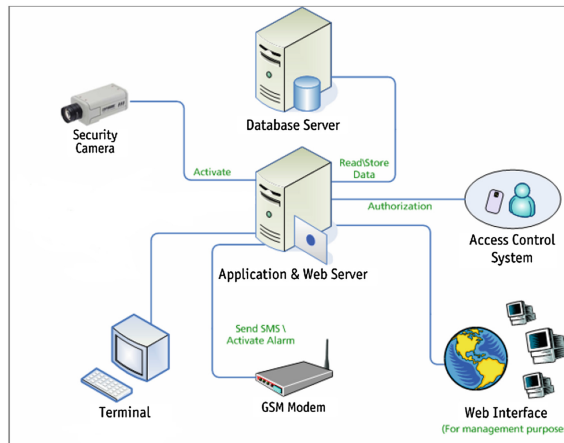 Database Server
Security
Camera
Activate
Read\Store
Data
Authorization
Access Control
System
Application & Web Server
Send SMS \
Activate Alarm
Terminal
GSM Modem
Web Interface
(For management purpose